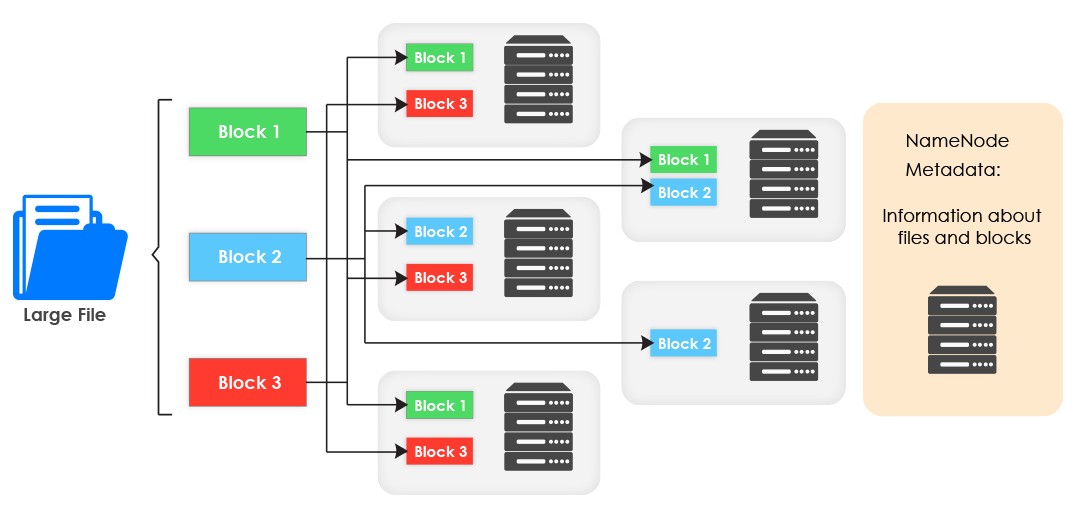 Large File
Block 1
Block 2
Block 3
Block 1
Block 3
Block 2
Block 3
Block 1
Block 3
Block 1
Block 2
Block 2
NameNode
Metadata:
Information about
files and blocks